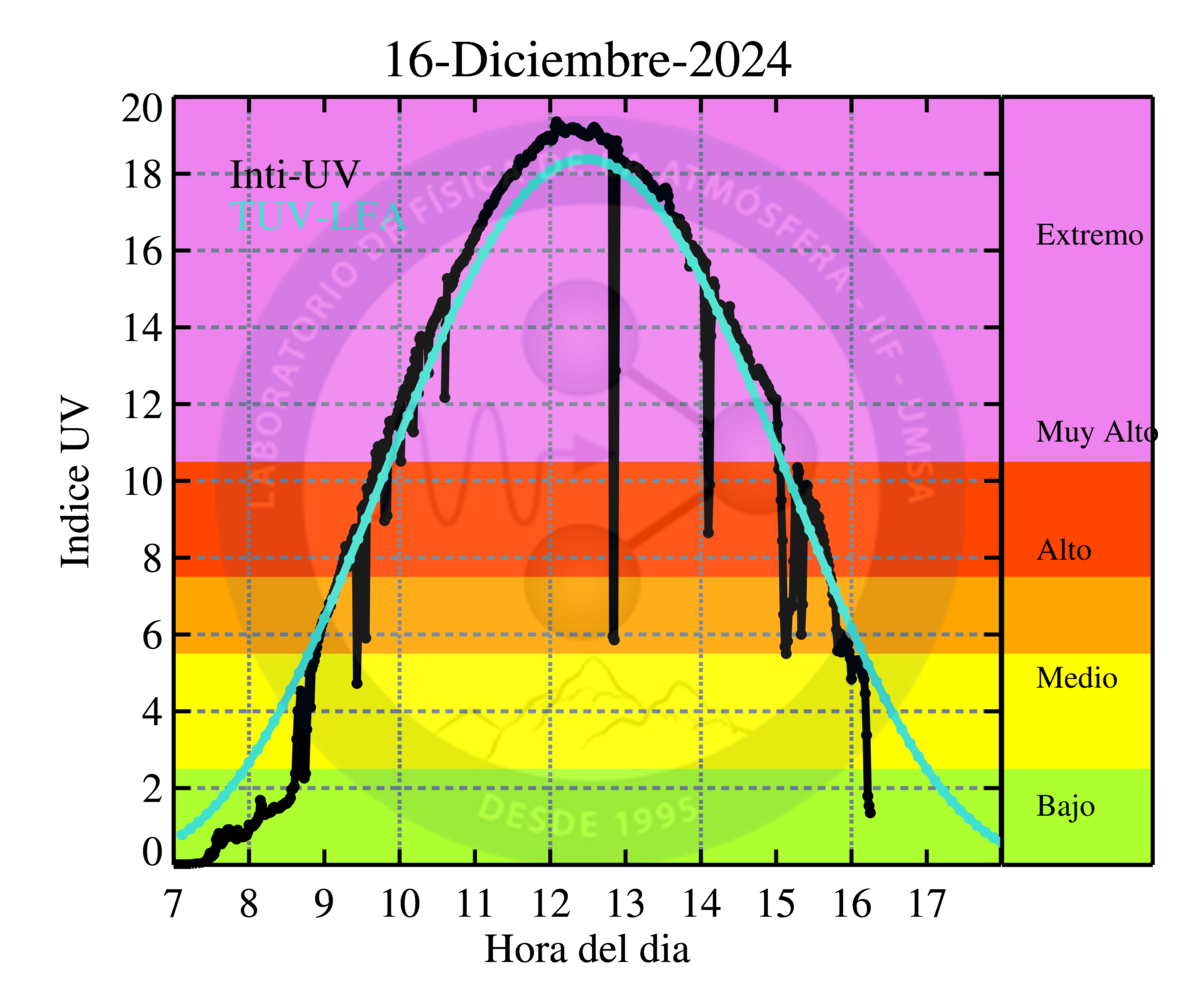 16-Diciembre-2024
20
18
16
14
12
10
8
6
4
2
0
Indice UV
Inti-UV
TUV-LFA
LABORATORIO DE FÍSICA DE LA ATMÓSFERA - IIF - UMSA
DESDE 1995
Extremo
Muy Alto
Alto
Medio
Bajo
7 8 9 10 11 12 13 14 15 16 17
Hora del dia